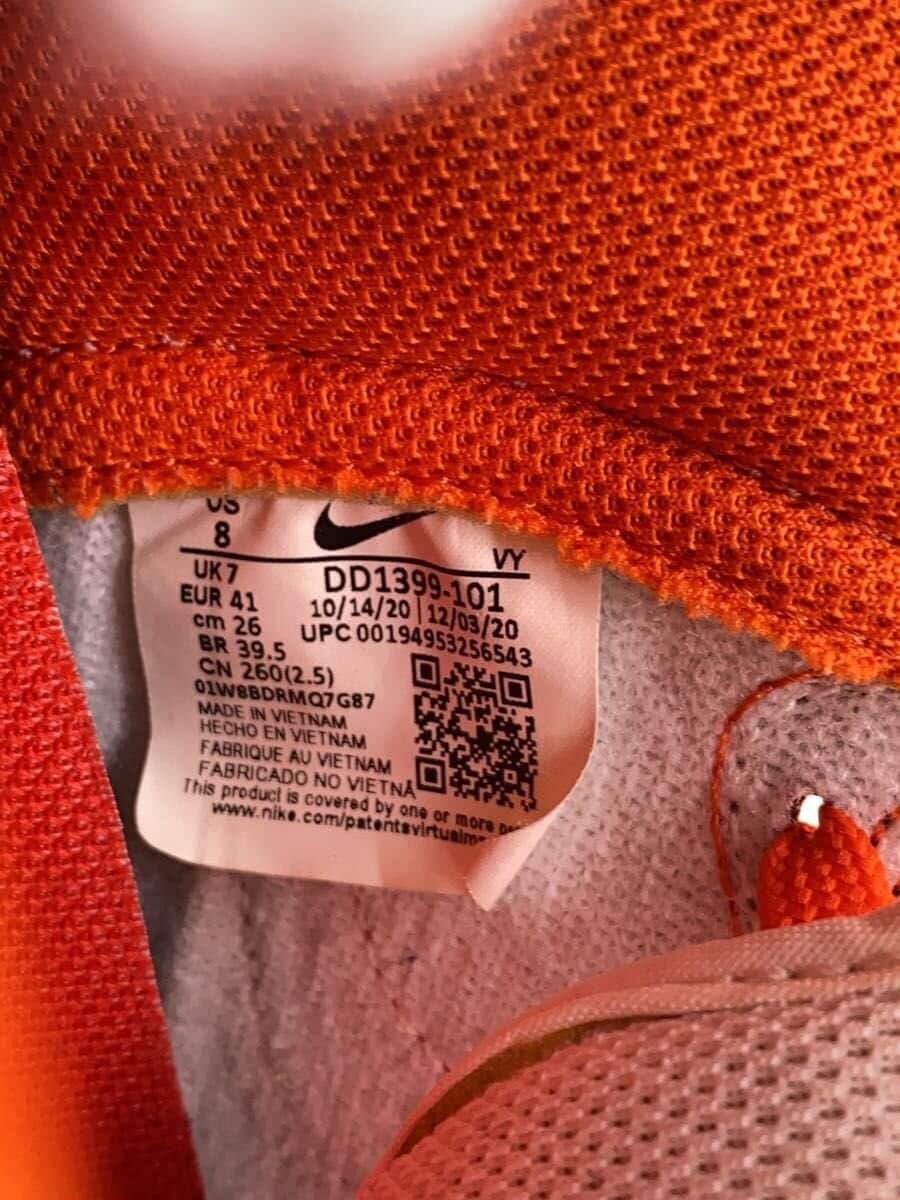 US
8
VY
UK 7
DD1399-101
EUR 41
10/14/20 | 12/03/20
cm 26
UPC 00194953256543
BR 39.5
CN 260(2.5)
01W8BDRMQ7G87
MADE IN VIETNAM
HECHO EN VIETNAM
FABRIQUE AU VIETNAM
FABRICADO NO VIETNÃ
This product is covered by one or more
www.nike.com/patentsvirtualm